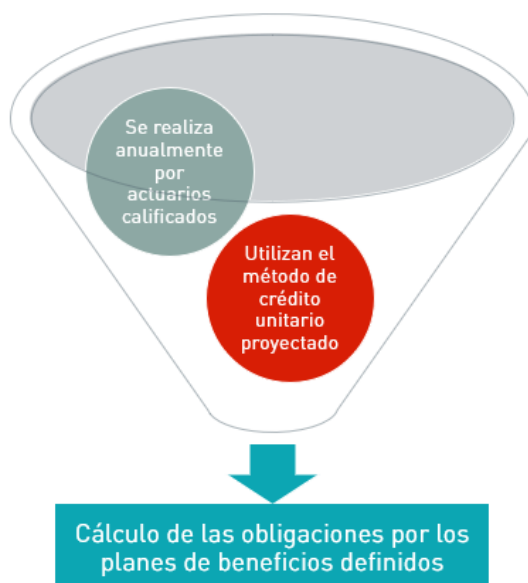 Se realiza
anualmente
por
actuarios
calificados
Utilizan el
método de
crédito
unitario
proyectado
Cálculo de las obligaciones por los
planes de beneficios definidos